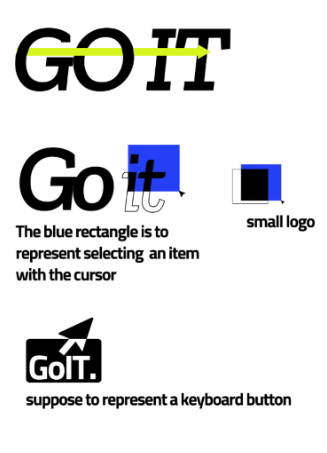 GO IT
Go it
it
small logo
The blue rectangle is to
represent selecting an item
with the cursor
GoIT.
suppose to represent a keyboard button